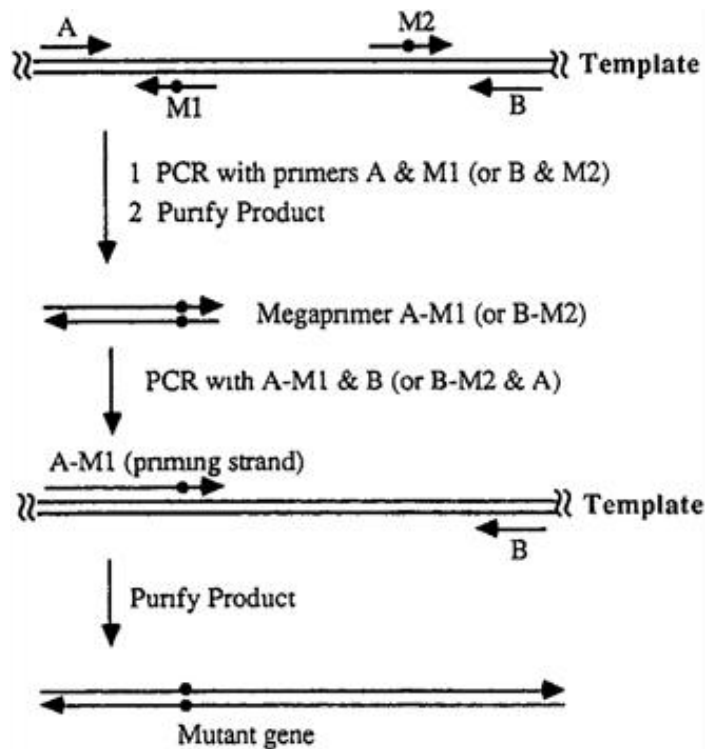 A
M2
Template
M1
B
1 PCR with primers A & M1 (or B & M2)
2 Purify Product
Megaprimer A-M1 (or B-M2)
PCR with A-M1 & B (or B-M2 & A)
A-M1 (priming strand)
Template
B
Purify Product
Mutant gene